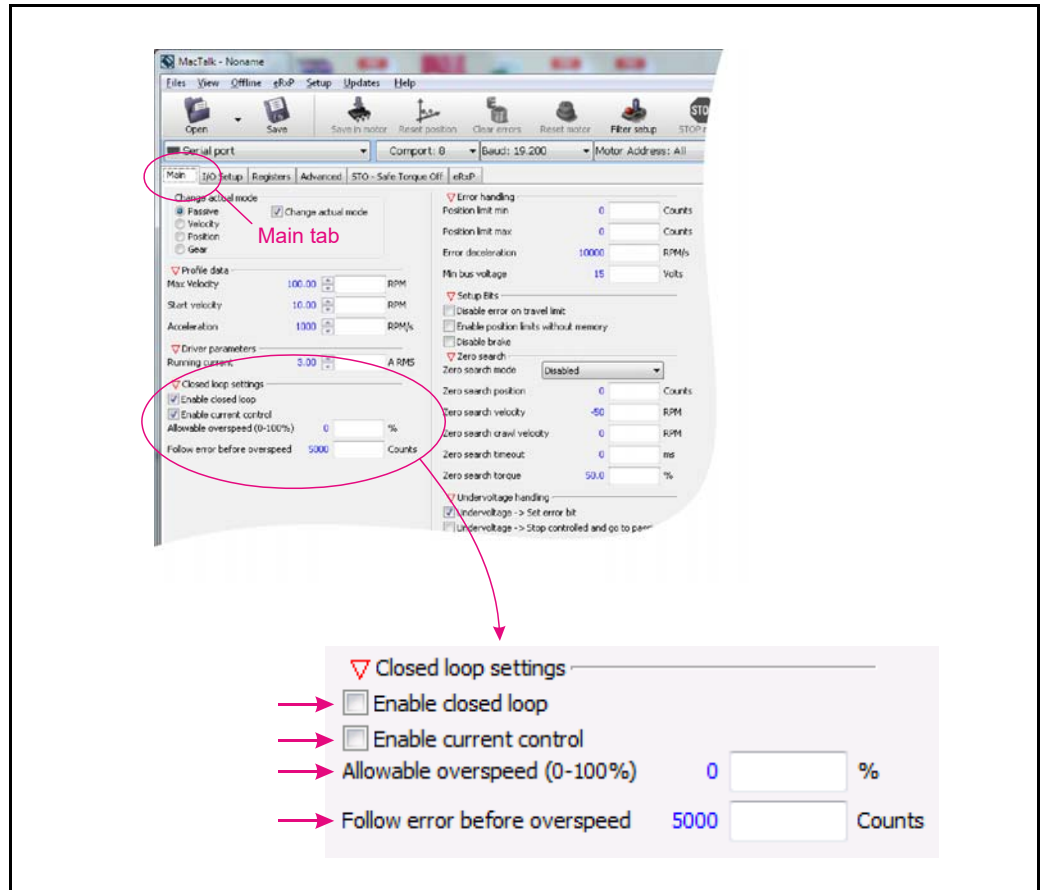 MacTalk - Noname
Files View Offline eRxP Setup Updates Help
Open Save Save in motor Reset position Clear errors Reset motor Filter setup STOP
Serial port Comport: 8 Baud: 19.200 Motor Address: All
Main I/O Setup Registers Advanced STO - Safe Torque Off eRxP
Main tab
Change actual mode
Passive Change actual mode
Velocity
Position
Gear
Profile data
Max Velocity 100.00 RPM
Start velocity 10.00 RPM
Acceleration 1000 RPM/s
Driver parameters
Running current 3.00 A RMS
Closed loop settings
Enable closed loop
Enable current control
Allowable overspeed (0-100%) 0 %
Follow error before overspeed 5000 Counts
Error handling
Position limit min 0 Counts
Position limit max 0 Counts
Error deceleration 10000 RPM/s
Min bus voltage 15 Volts
Setup Bits
Disable error on travel limit
Enable position limits without memory
Disable brake
Zero search
Zero search mode Disabled
Zero search position 0 Counts
Zero search velocity -50 RPM
Zero search crawl velocity 0 RPM
Zero search timeout 0 ms
Zero search torque 50.0 %
Undervoltage handling
Undervoltage -> Set error bit
Undervoltage -> Stop controlled and go to
Closed loop settings
Enable closed loop
Enable current control
Allowable overspeed (0-100%) 0 %
Follow error before overspeed 5000 Counts